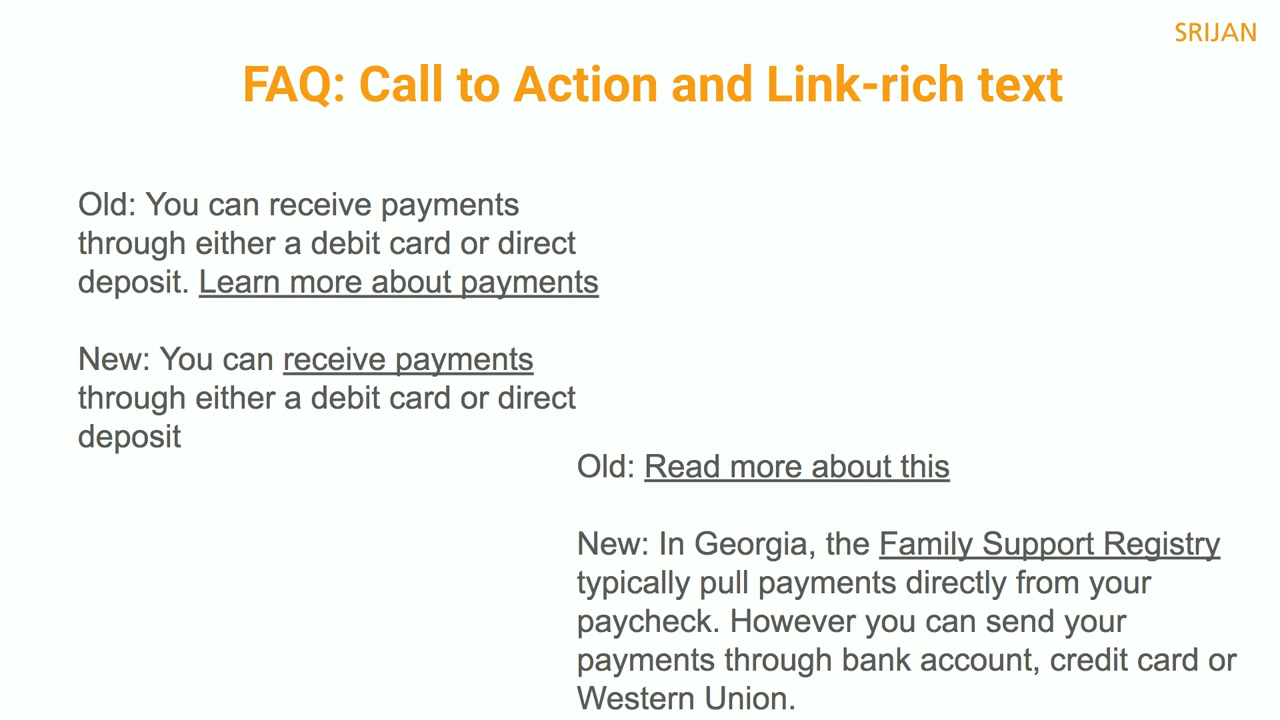 SRIJAN
FAQ: Call to Action and Link-rich text
Old: You can receive payments
through either a debit card or direct
deposit. Learn more about payments
New: You can receive payments
through either a debit card or direct
deposit
Old: Read more about this
New: In Georgia, the Family Support Registry
typically pull payments directly from your
paycheck. However you can send your
payments through bank account, credit card or
Western Union.